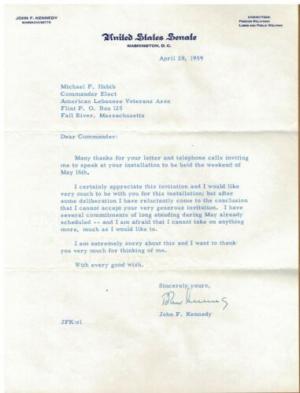 JOHN F. KENNEDY
MASSACHUSETTS
COMMITTEES:
FOREIGN RELATIONS
LABOR AND PUBLIC WELFARE
United States Senate
WASHINGTON, D. C.
April 28, 1959
Michael F. Habib
Commander Elect
American Lebanese Veterans Assn
Flint P. O. Box 125
Fall River, Massachusetts
Dear Commander:
Many thanks for your letter and telephone calls inviting
me to speak at your installation to be held the weekend of
May 16th.
I certainly appreciate this invitation and I would like
very much to be with you for this installation; but after
some deliberation I have reluctantly come to the conclusion
that I cannot accept your very generous invitation. I have
several commitments of long standing during May already
scheduled -- and I am afraid that I cannot take on anything
more, much as I would like to.
I am extremely sorry about this and I want to thank
you very much for thinking of me.
With every good wish,
Sincerely yours,
John F. Kennedy